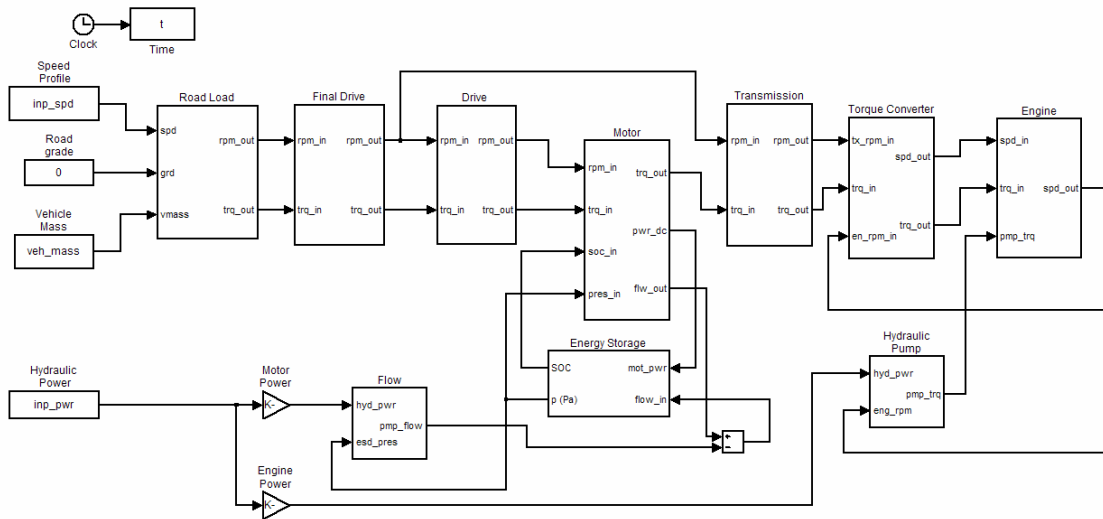 t
Clock
Time
Speed
Profile
inp_spd
Road
grade
0
Vehicle
Mass
veh_mass
Road Load
spd
grd
vmass
rpm_out
trq_out
Final Drive
rpm_in
trq_in
rpm_out
trq_out
Drive
rpm_in
trq_in
rpm_out
trq_out
Motor
rpm_in
trq_in
soc_in
pres_in
trq_out
pwr_dc
flw_out
Transmission
rpm_in
trq_in
rpm_out
trq_out
Torque Converter
tx_rpm_in
trq_in
en_rpm_in
spd_out
trq_out
Engine
spd_in
trq_in
pmp_trq
spd_out
Energy Storage
SOC
p (Pa)
mot_pwr
flow_in
Hydraulic
Pump
hyd_pwr
eng_rpm
pmp_trq
Hydraulic
Power
inp_pwr
Motor
Power
K-
Flow
hyd_pwr
esd_pres
pmp_flow
+
-
Engine
Power
K-